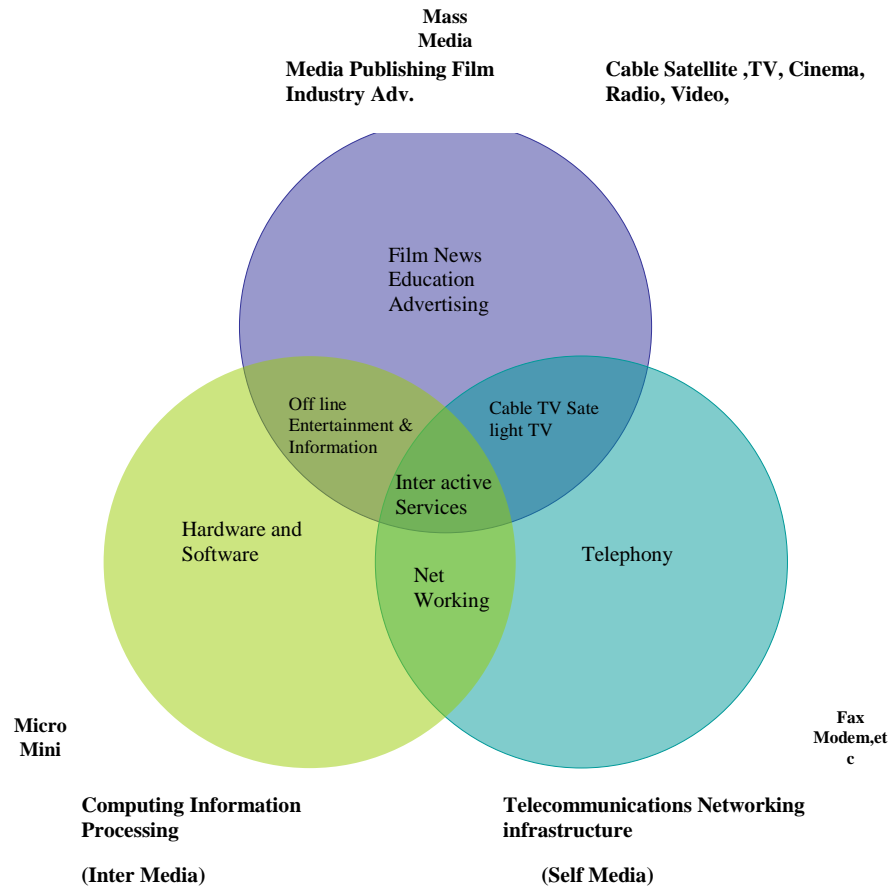 Mass
Media
Media Publishing Film
Industry Adv.
Cable Satellite ,TV, Cinema,
Radio, Video,
Film News
Education
Advertising
Off line
Entertainment &
Information
Cable TV Sate
light TV
Inter active
Services
Hardware and
Software
Net
Working
Telephony
Micro
Mini
Fax
Modem,et
c
Computing Information
Processing
(Inter Media)
Telecommunications Networking
infrastructure
(Self Media)